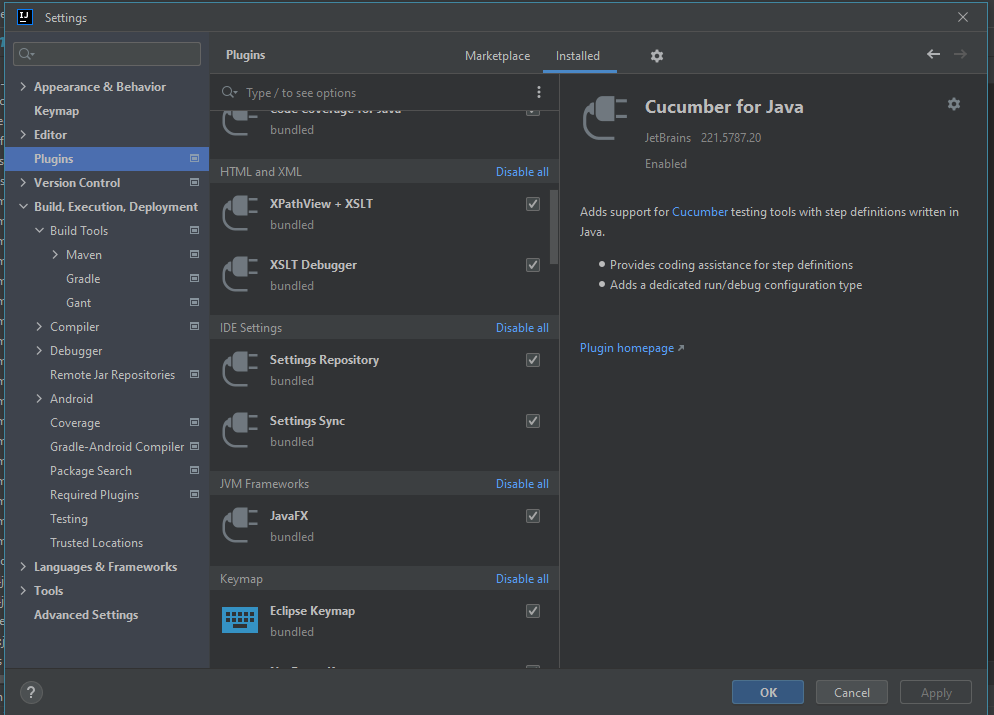 IJ
Settings
Appearance & Behavior
Keymap
Editor
Plugins
Version Control
Build, Execution, Deployment
Build Tools
Maven
Gradle
Gant
Compiler
Debugger
Remote Jar Repositories
Android
Coverage
Gradle-Android Compiler
Package Search
Required Plugins
Testing
Trusted Locations
Languages & Frameworks
Tools
Advanced Settings
Plugins
Marketplace
Installed
Type / to see options
Code Coverage for Java
bundled
HTML and XML
Disable all
XPathView + XSLT
bundled
XSLT Debugger
bundled
IDE Settings
Disable all
Settings Repository
bundled
Settings Sync
bundled
JVM Frameworks
Disable all
JavaFX
bundled
Keymap
Disable all
Eclipse Keymap
bundled
Cucumber for Java
JetBrains 221.5787.20
Enabled
Adds support for Cucumber testing tools with step definitions written in
Java.
● Provides coding assistance for step definitions
● Adds a dedicated run/debug configuration type
Plugin homepage ↗
?
OK
Cancel
Apply